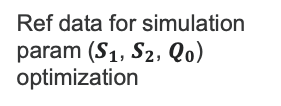 Ref data for simulation
param (S₁, S₂, Q₀)
optimization